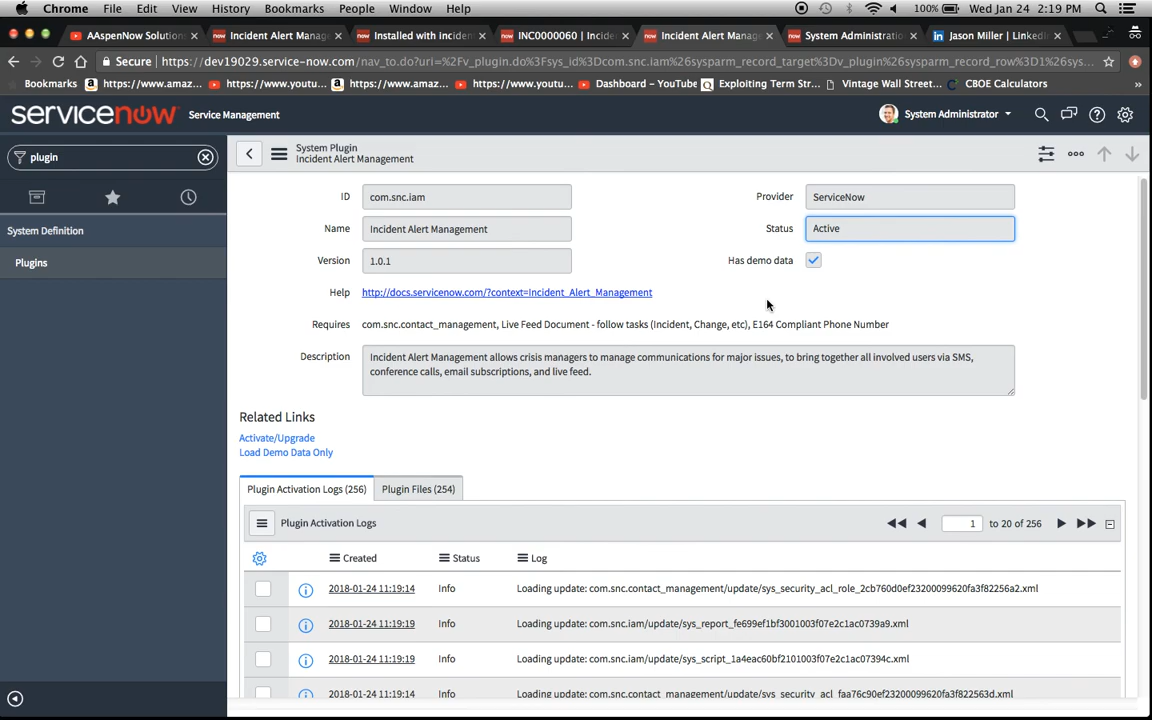 Chrome File Edit View History Bookmarks People Window Help 100% Wed Jan 24 2:19 PM
AAspenNow Solution Incident Alert Manage Installed with inciden INC0000060 | Incide Incident Alert Manage System Administratio Jason Miller | LinkedIn
Secure | https://dev19029.service-now.com/nav_to.do?uri=%2Fv_plugin.do%3Fsys_id%3Dcom.snc.iam%26sysparm_record_target%3Dv_plugin%26sysparm_record_row%3D1%26sys...
Bookmarks https://www.amaz... https://www.youtu... https://www.amaz... https://www.youtu... Dashboard - YouTube Exploiting Term Str... Vintage Wall Street... CBOE Calculators »
servicenow Service Management System Administrator
plugin
System Plugin
Incident Alert Management
System Definition
Plugins
ID com.snc.iam Provider ServiceNow
Name Incident Alert Management Status Active
Version 1.0.1 Has demo data
Help http://docs.servicenow.com/?context=Incident_Alert_Management
Requires com.snc.contact_management, Live Feed Document - follow tasks (Incident, Change, etc), E164 Compliant Phone Number
Description Incident Alert Management allows crisis managers to manage communications for major issues, to bring together all involved users via SMS,
conference calls, email subscriptions, and live feed.
Related Links
Activate/Upgrade
Load Demo Data Only
Plugin Activation Logs (256) Plugin Files (254)
Plugin Activation Logs 1 to 20 of 256
Created Status Log
2018-01-24 11:19:14 Info Loading update: com.snc.contact_management/update/sys_security_acl_role_2cb760d0ef23200099620fa3f82256a2.xml
2018-01-24 11:19:19 Info Loading update: com.snc.iam/update/sys_report_fe699ef1bf3001003f07e2c1ac0739a9.xml
2018-01-24 11:19:19 Info Loading update: com.snc.iam/update/sys_script_1a4eac60bf2101003f07e2c1ac07394c.xml
2018-01-24 11:19:14 Info Loading update: com.snc.contact_management/update/sys_security_acl_faa76c90ef23200099620fa3f822563d.xml